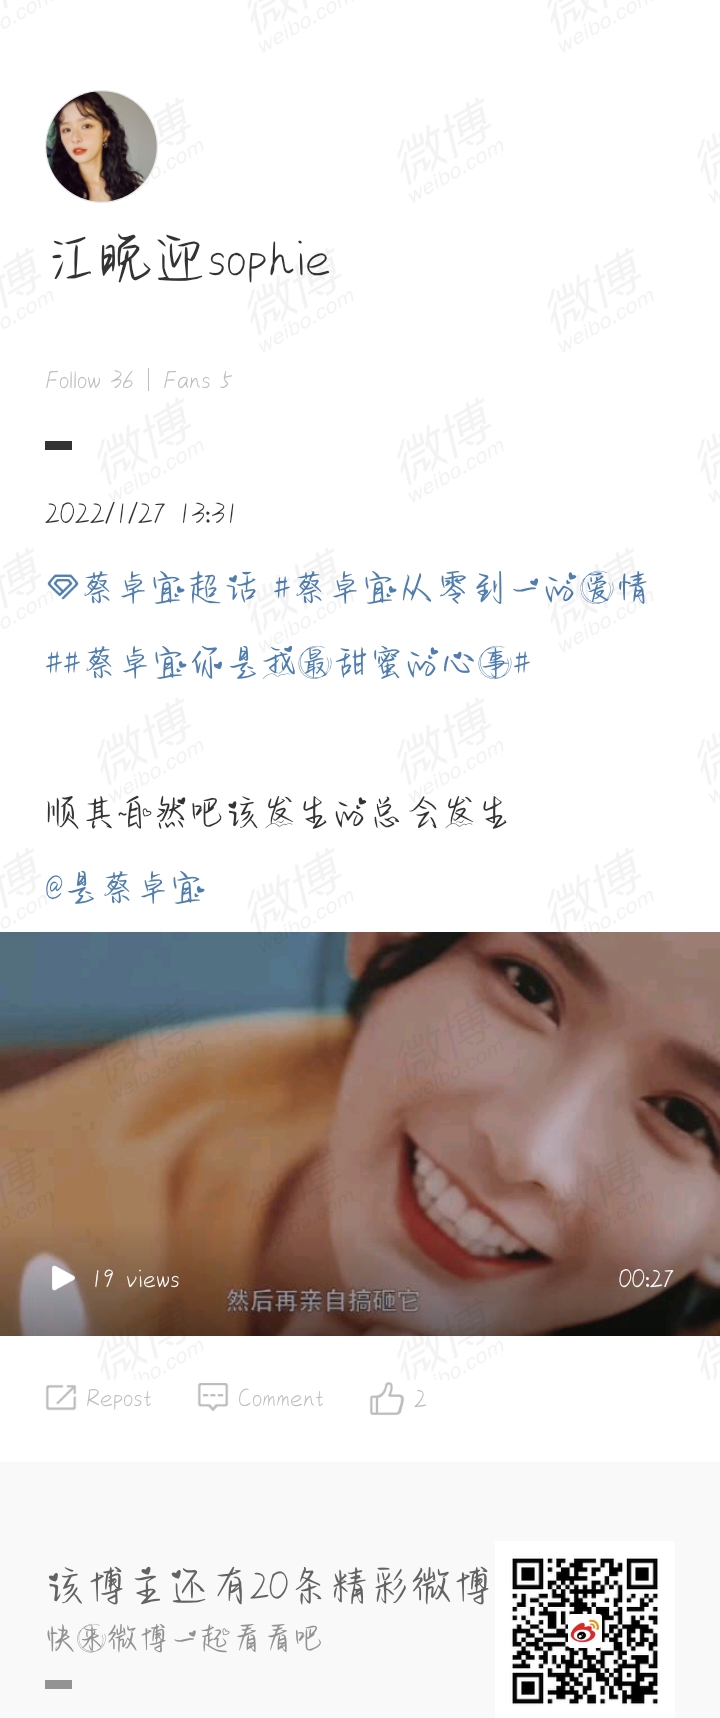 江晚迎sophie
Follow 36 | Fans 5
2022/1/27 13:31
蔡卓宜超话 #蔡卓宜从零到一的爱情
##蔡卓宜你是我最甜蜜的心事#
顺其自然吧该发生的总会发生
@是蔡卓宜
19 views
00:27
然后再亲自搞砸它
Repost
Comment
2
该博主还有20条精彩微博
快来微博一起看看吧
微博
weibo.com